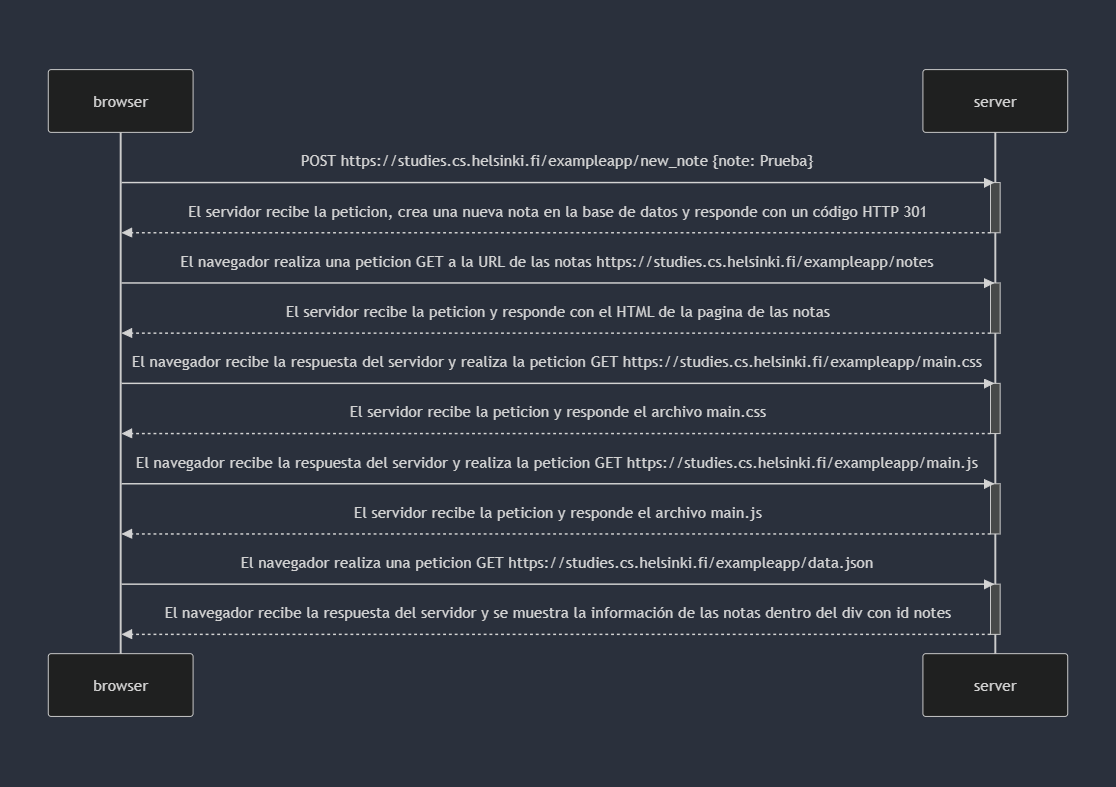 browser
server
POST https://studies.cs.helsinki.fi/exampleapp/new_note {note: Prueba}
El servidor recibe la peticion, crea una nueva nota en la base de datos y responde con un código HTTP 301
El navegador realiza una peticion GET a la URL de las notas https://studies.cs.helsinki.fi/exampleapp/notes
El servidor recibe la peticion y responde con el HTML de la pagina de las notas
El navegador recibe la respuesta del servidor y realiza la peticion GET https://studies.cs.helsinki.fi/exampleapp/main.css
El servidor recibe la peticion y responde el archivo main.css
El navegador recibe la respuesta del servidor y realiza la peticion GET https://studies.cs.helsinki.fi/exampleapp/main.js
El servidor recibe la peticion y responde el archivo main.js
El navegador realiza una peticion GET https://studies.cs.helsinki.fi/exampleapp/data.json
El navegador recibe la respuesta del servidor y se muestra la información de las notas dentro del div con id notes
browser
server